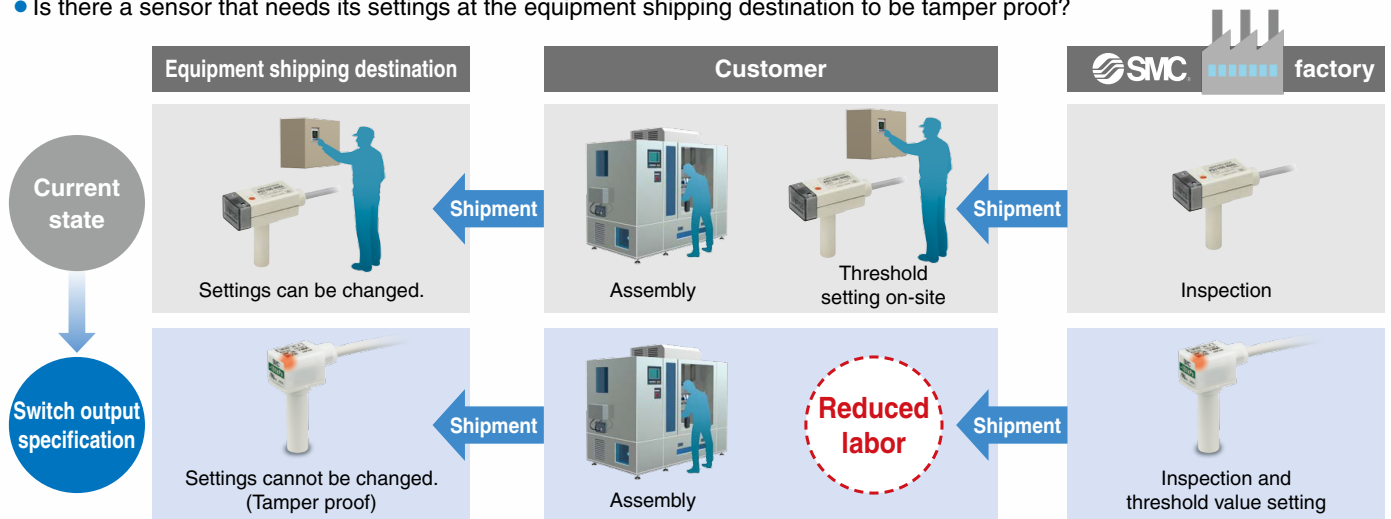 • Is there a sensor that needs its settings at the equipment shipping destination to be tamper proof?
Equipment shipping destination
Customer
SMC factory
Current
state
Shipment
Shipment
Settings can be changed.
Assembly
Threshold
setting on-site
Inspection
Switch output
specification
Shipment
Reduced
labor
Shipment
Settings cannot be changed.
(Tamper proof)
Assembly
Inspection and
threshold value setting